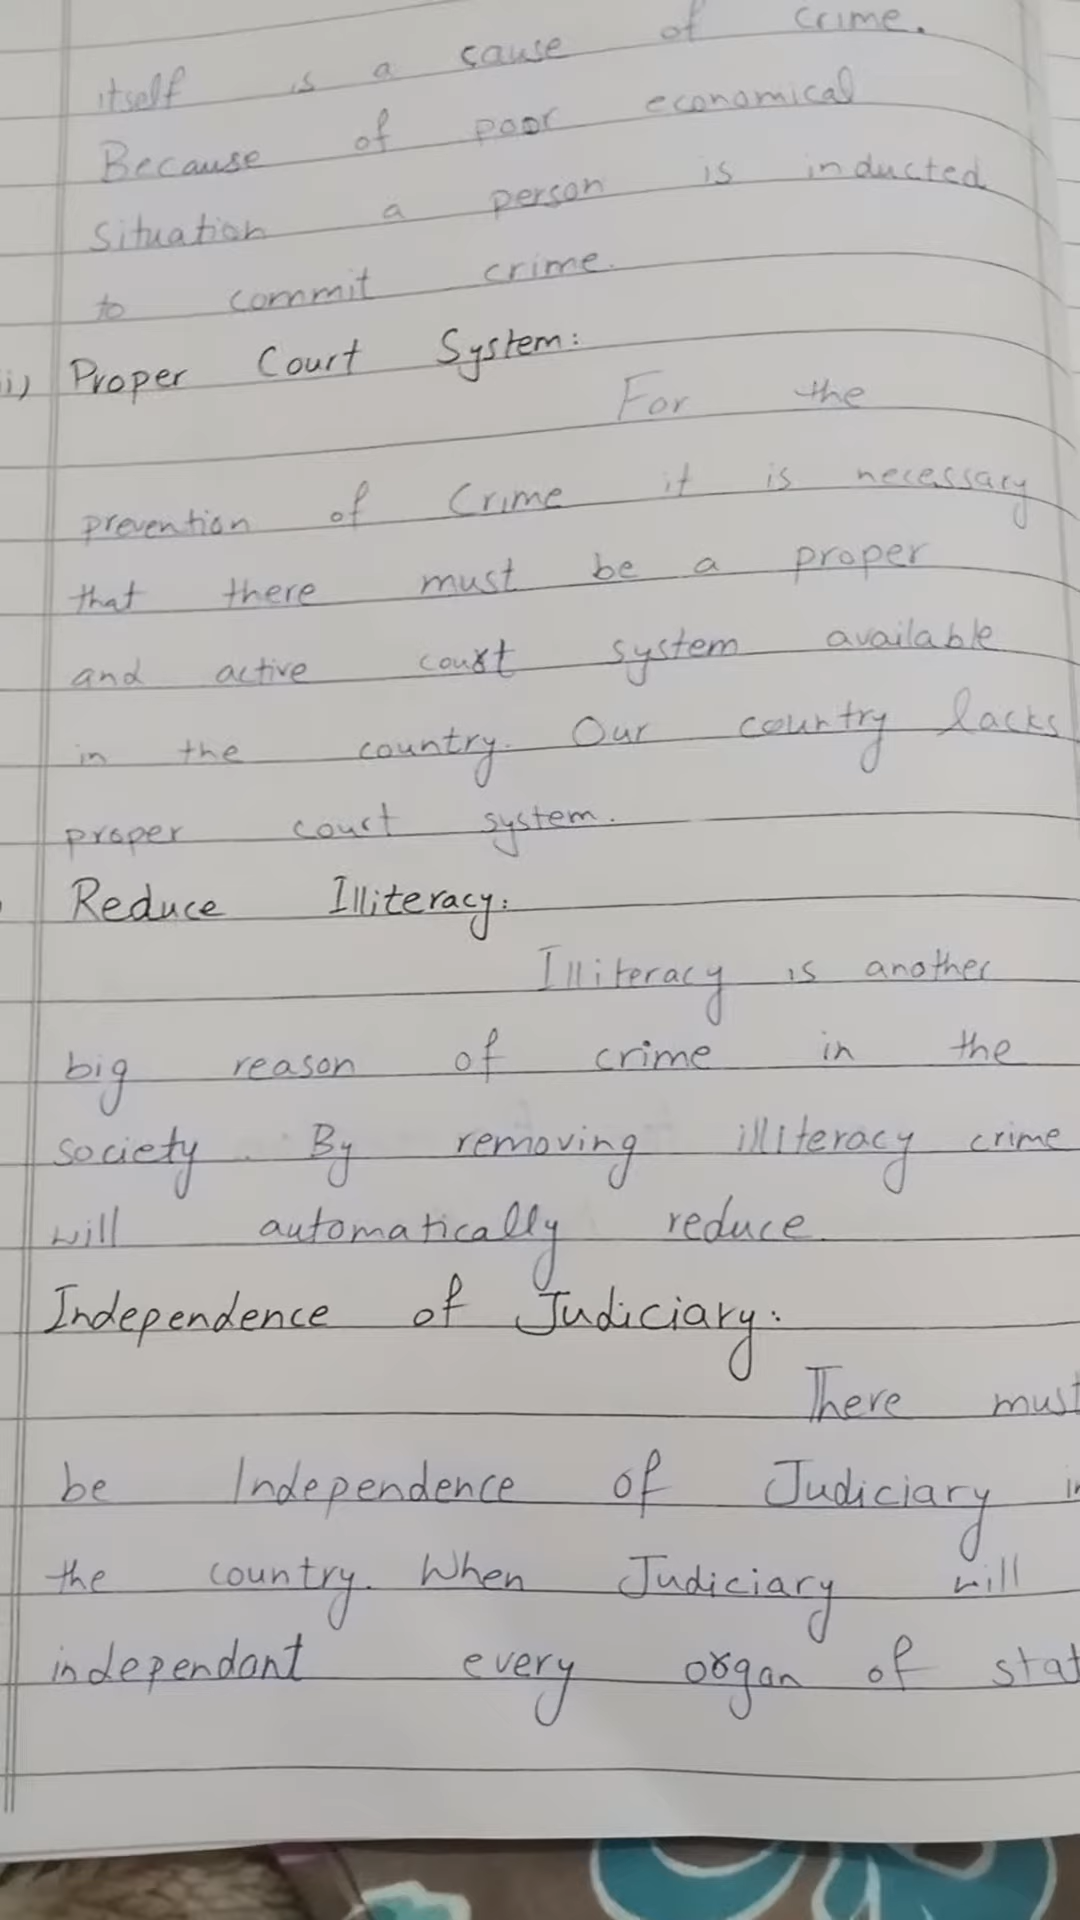 itself is a cause of crime.
Because of poor economical
situation a person is inducted
to commit crime.
i) Proper Court System:
For the
prevention of Crime it is necessary
that there must be a proper
and active court system available
in the country. Our country lacks
proper court system.
Reduce Illiteracy:
Illiteracy is another
big reason of crime in the
society. By removing illiteracy crime
will automatically reduce.
Independence of Judiciary:
There must
be Independence of Judiciary in
the country. When Judiciary will
independant every organ of stat